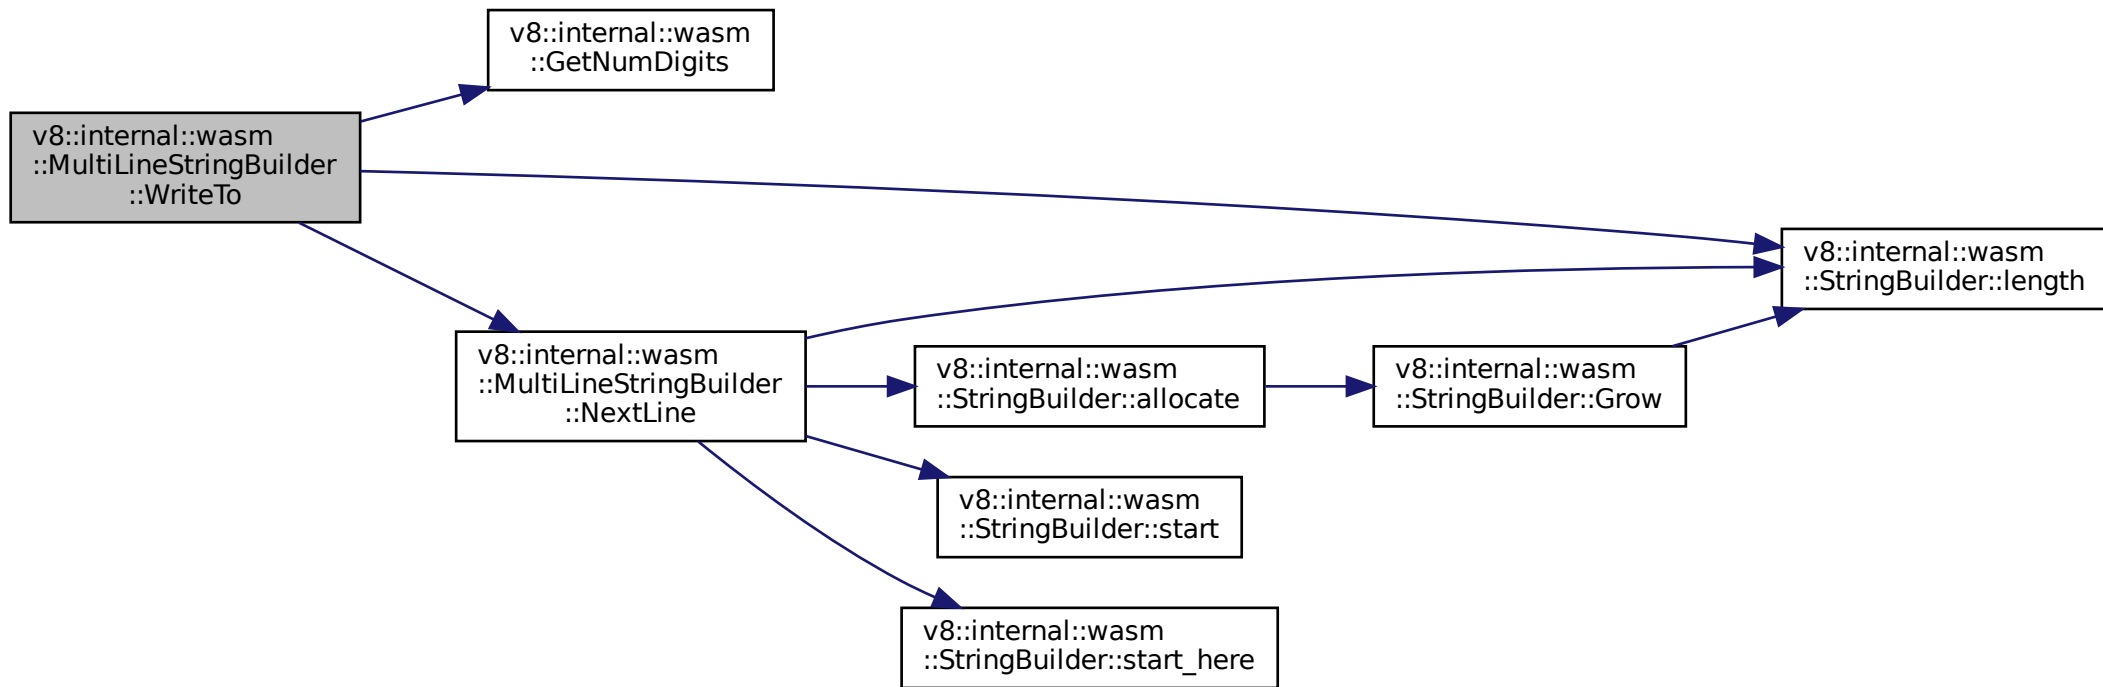 v8::internal::wasm
::GetNumDigits
v8::internal::wasm
::MultiLineStringBuilder
::WriteTo
v8::internal::wasm
::StringBuilder::length
v8::internal::wasm
::MultiLineStringBuilder
::NextLine
v8::internal::wasm
::StringBuilder::allocate
v8::internal::wasm
::StringBuilder::Grow
v8::internal::wasm
::StringBuilder::start
v8::internal::wasm
::StringBuilder::start_here